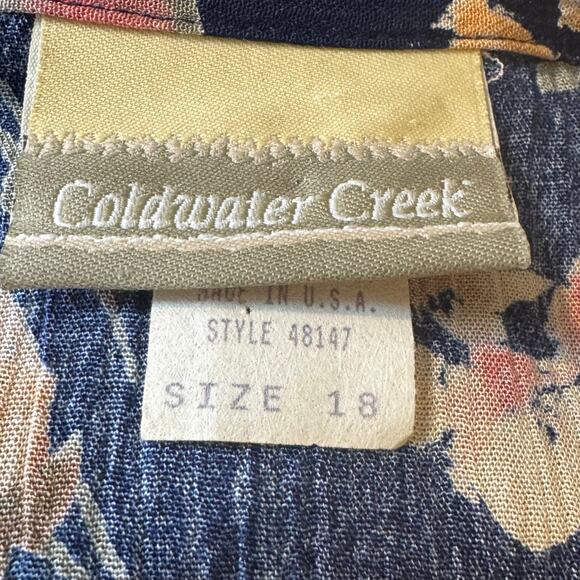 Coldwater Creek
MADE IN U.S.A.
STYLE 48147
SIZE 18